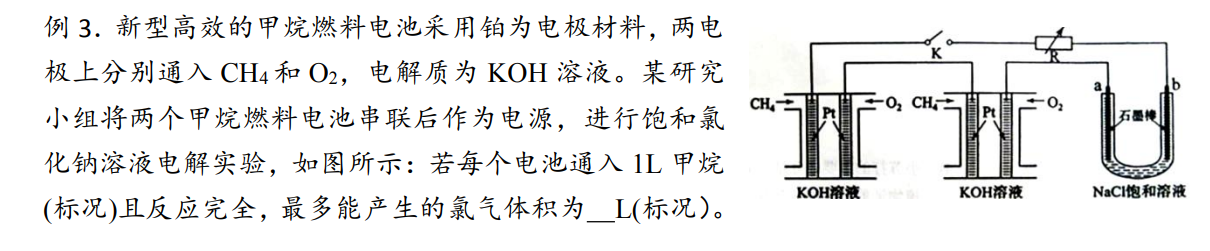 例 3．新型高效的甲烷燃料电池采用铂为电极材料，两电
极上分别通入 CH₄ 和 O₂，电解质为 KOH 溶液。某研究
小组将两个甲烷燃料电池串联后作为电源，进行饱和氯
化钠溶液电解实验，如图所示：若每个电池通入 1L 甲烷
(标况)且反应完全，最多能产生的氯气体积为__L(标况)。
K
R
a
b
CH₄
O₂
CH₄
O₂
Pt
Pt
石墨棒
KOH溶液
KOH溶液
NaCl饱和溶液